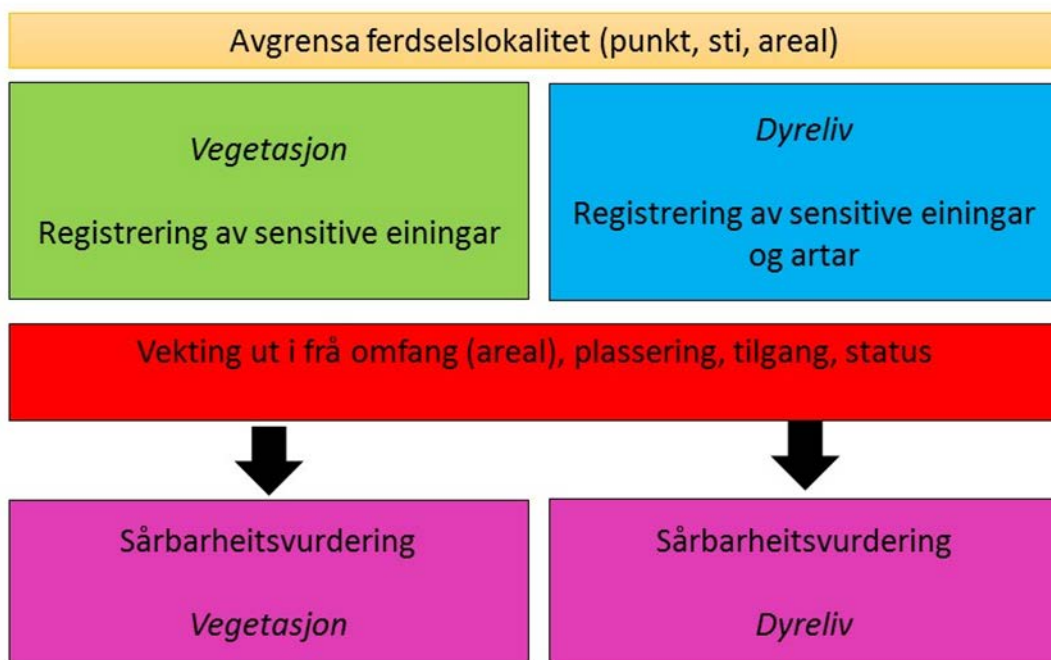 Avgrensa ferdselslokalitet (punkt, sti, areal)
Vegetasjon
Registrering av sensitive einingar
Dyreliv
Registrering av sensitive einingar
og artar
Vekting ut i frå omfang (areal), plassering, tilgang, status
Sårbarheitsvurdering
Vegetasjon
Sårbarheitsvurdering
Dyreliv